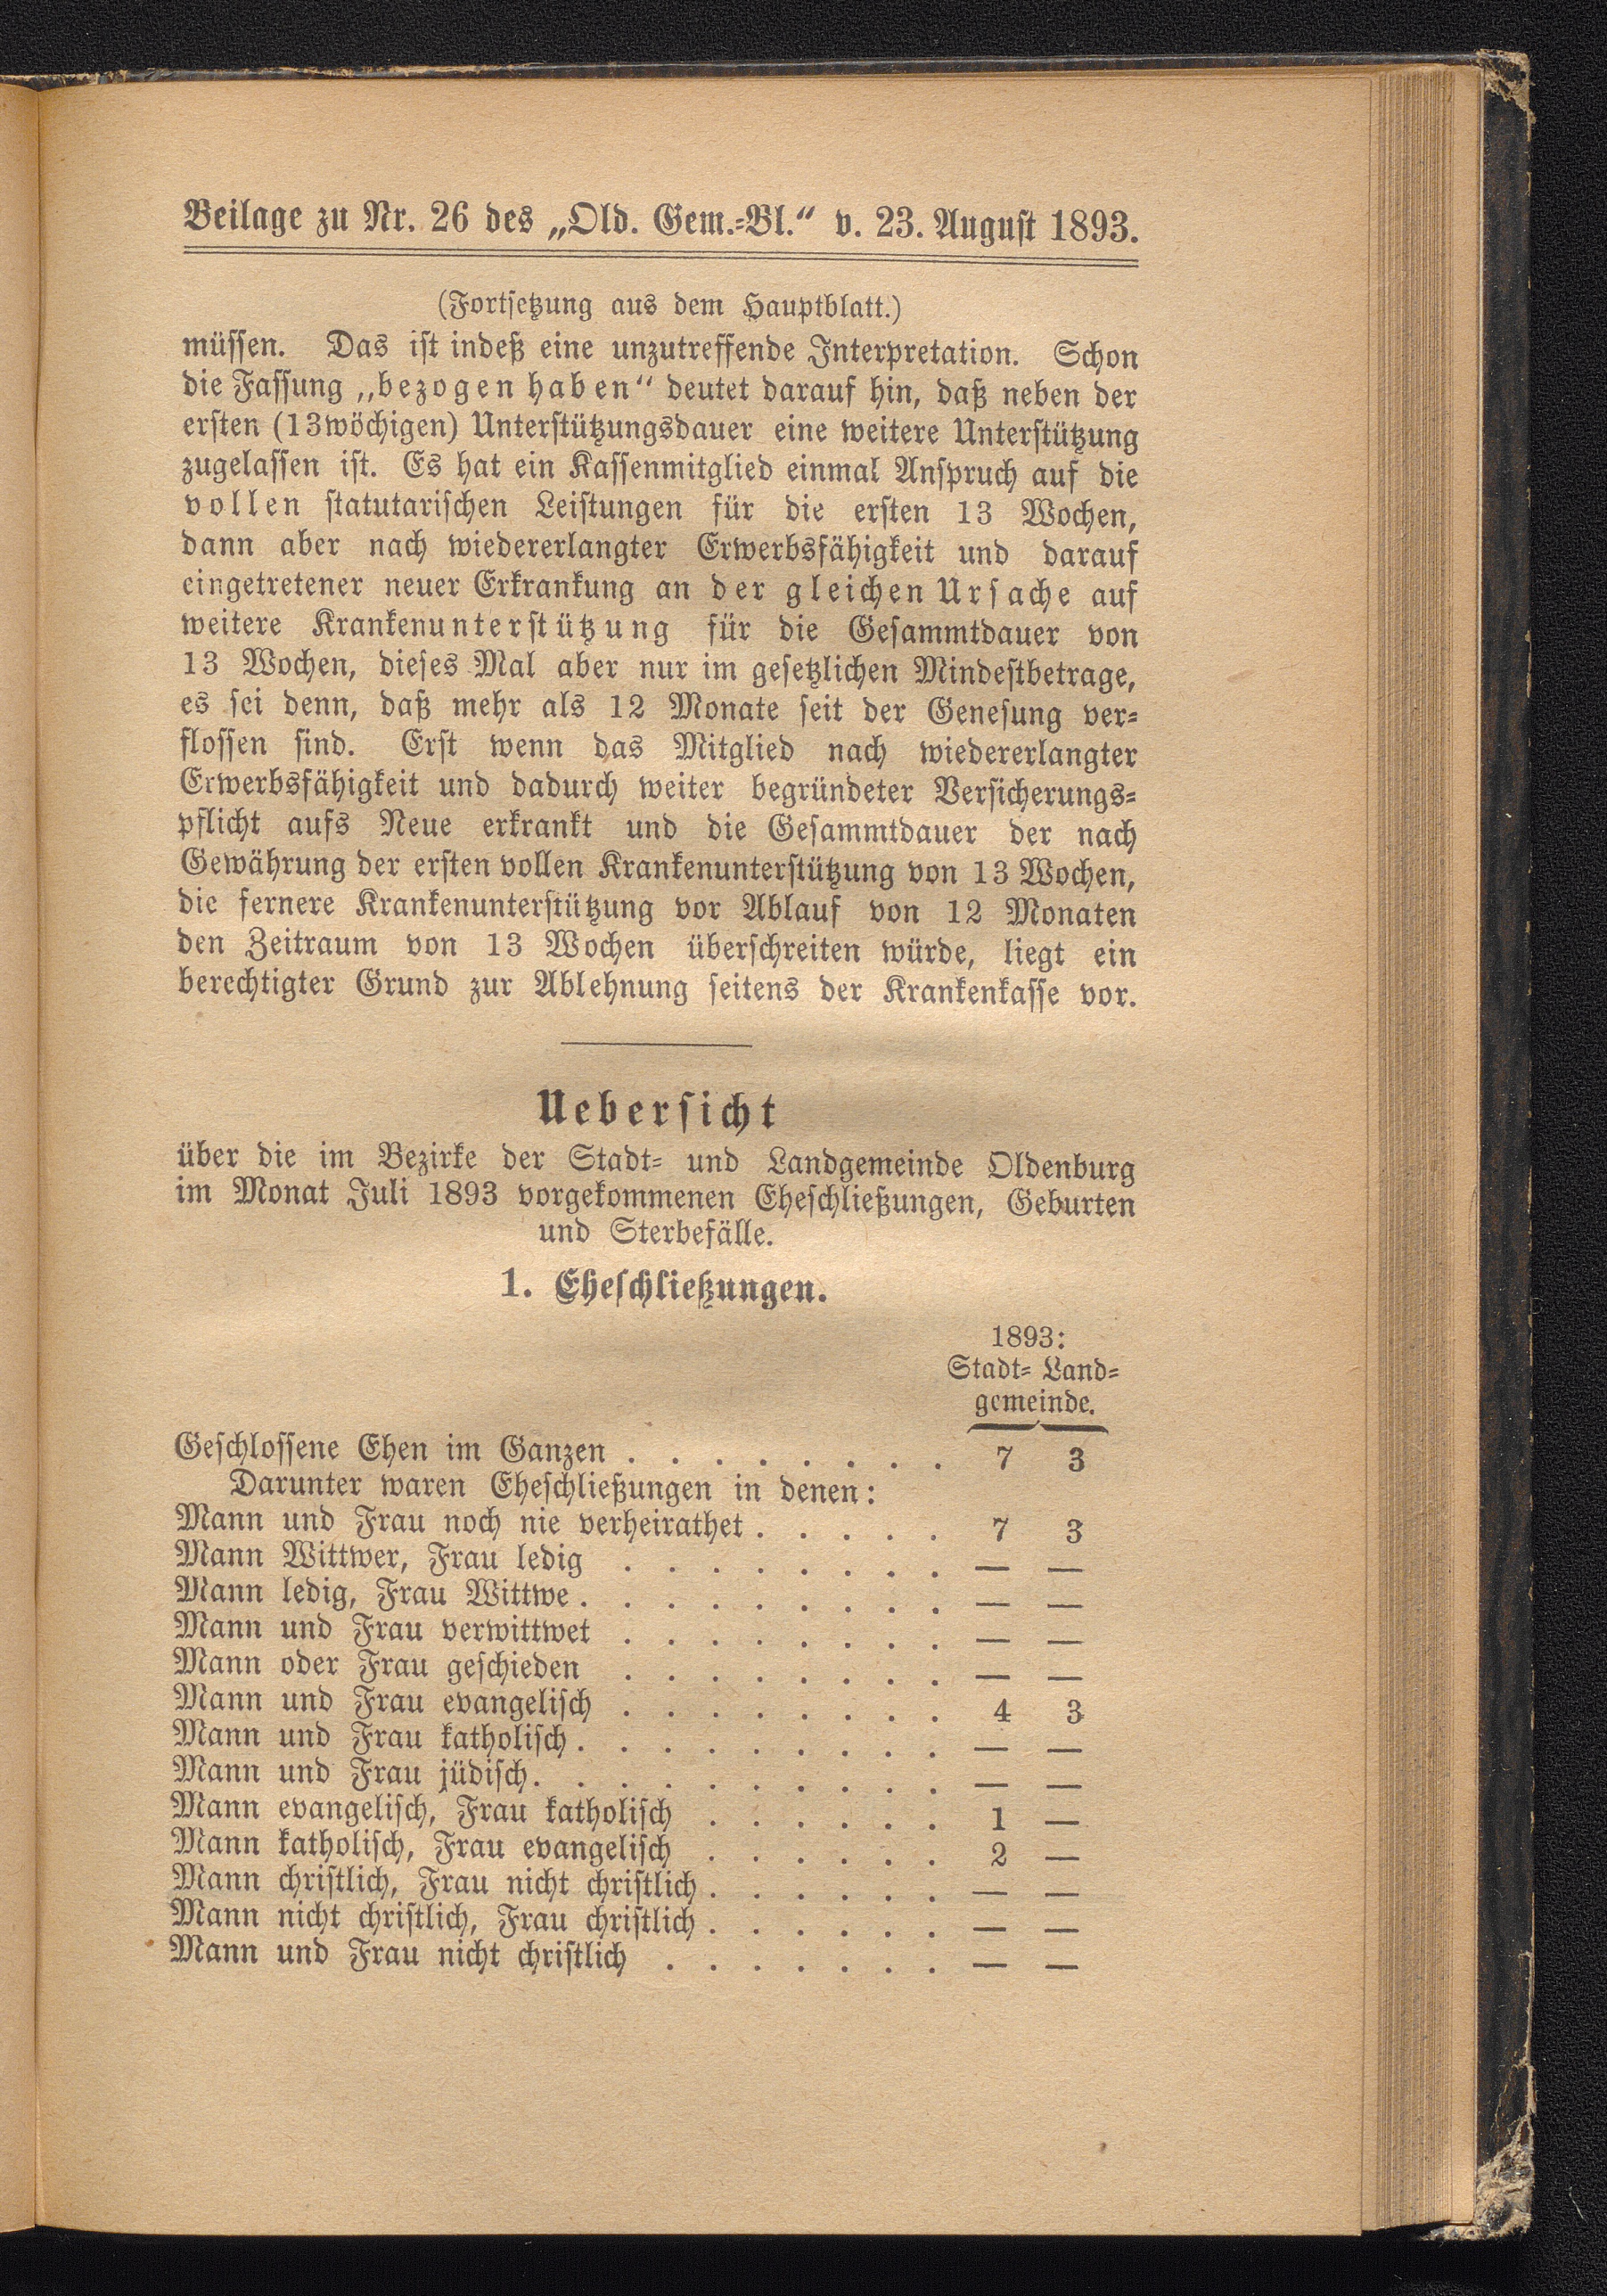 Beilage zu Nr. 26 des „Old. Gem.=Bl.“ v. 23. August 1893.
(Fortsetzung aus dem Hauptblatt.)
müssen. Das ist indeß eine unzutreffende Interpretation. Schon
die Fassung „bezogen haben“ deutet darauf hin, daß neben der
ersten (13wöchigen) Unterstützungsdauer eine weitere Unterstützung
zugelassen ist. Es hat ein Kassenmitglied einmal Anspruch auf die
vollen statutarischen Leistungen für die ersten 13 Wochen,
dann aber nach wiedererlangter Erwerbsfähigkeit und darauf
eingetretener neuer Erkrankung an der gleichen Ursache auf
weitere Krankenunterstützung für die Gesammtdauer von
13 Wochen, dieses Mal aber nur im gesetzlichen Mindestbetrage,
es sei denn, daß mehr als 12 Monate seit der Genesung ver=
flossen sind. Erst wenn das Mitglied nach wiedererlangter
Erwerbsfähigkeit und dadurch weiter begründeter Versicherungs=
pflicht aufs Neue erkrankt und die Gesammtdauer der nach
Gewährung der ersten vollen Krankenunterstützung von 13 Wochen,
die fernere Krankenunterstützung vor Ablauf von 12 Monaten
den Zeitraum von 13 Wochen überschreiten würde, liegt ein
berechtigter Grund zur Ablehnung seitens der Krankenkasse vor.
Uebersicht
über die im Bezirke der Stadt= und Landgemeinde Oldenburg
im Monat Juli 1893 vorgekommenen Eheschließungen, Geburten
und Sterbefälle.
1. Eheschließungen.
1893:
Stadt= Land=
gemeinde.
Geschlossene Ehen im Ganzen . . . . . . . . 7 3
Darunter waren Eheschließungen in denen:
Mann und Frau noch nie verheirathet . . . . . 7 3
Mann Wittwer, Frau ledig . . . . . . . . — —
Mann ledig, Frau Wittwe . . . . . . . . . — —
Mann und Frau verwittwet . . . . . . . . — —
Mann oder Frau geschieden . . . . . . . . — —
Mann und Frau evangelisch . . . . . . . . 4 3
Mann und Frau katholisch . . . . . . . . . — —
Mann und Frau jüdisch . . . . . . . . . . — —
Mann evangelisch, Frau katholisch . . . . . . 1 —
Mann katholisch, Frau evangelisch . . . . . . 2 —
Mann christlich, Frau nicht christlich . . . . . . — —
Mann nicht christlich, Frau christlich . . . . . . — —
Mann und Frau nicht christlich . . . . . . . — —